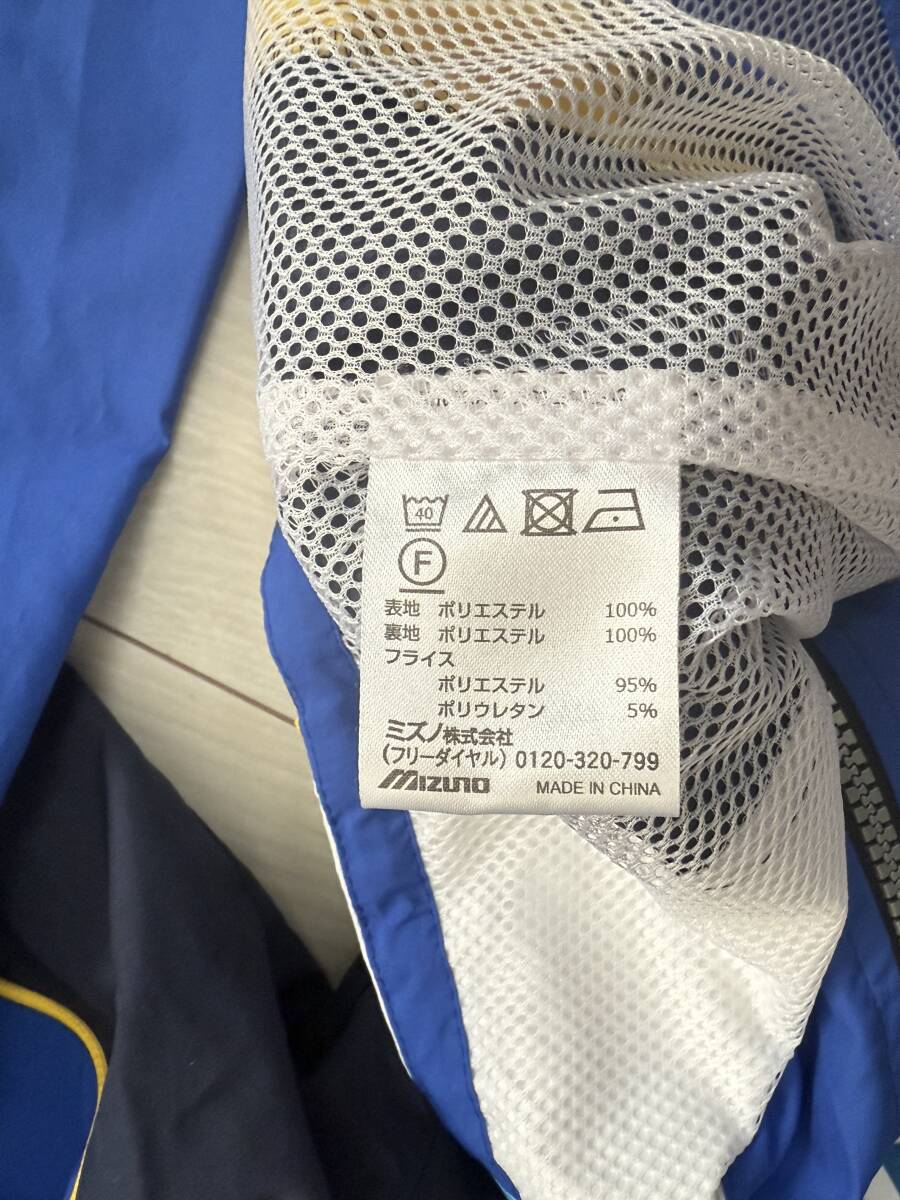 40
F
表地 ポリエステル 100%
裏地 ポリエステル 100%
フライス
ポリエステル 95%
ポリウレタン 5%
ミズノ株式会社
(フリーダイヤル) 0120-320-799
MIZUNO MADE IN CHINA